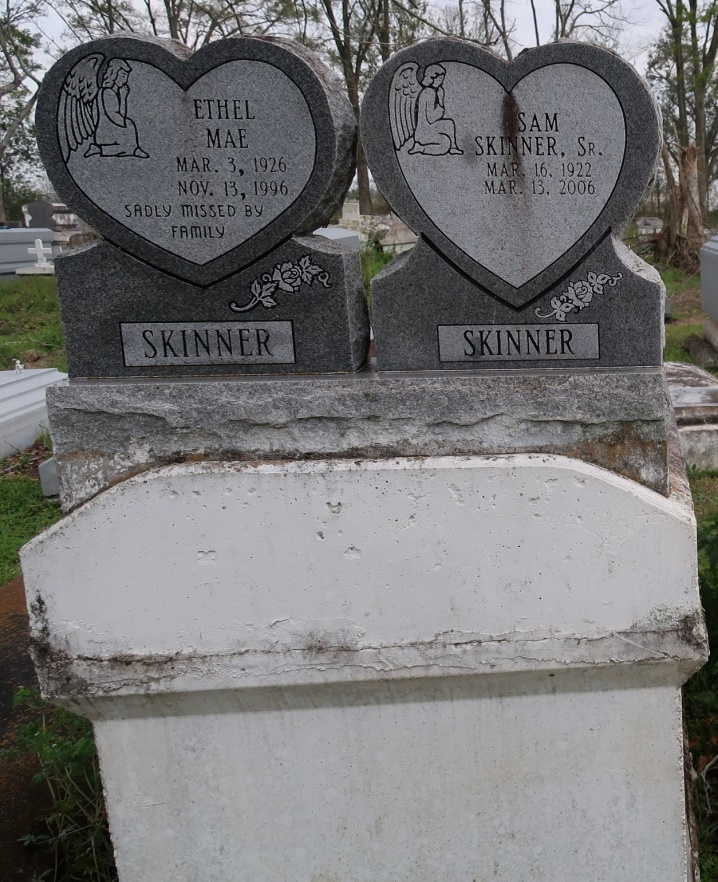 ETHEL
MAE
MAR. 3, 1926
NOV. 13, 1996
SADLY MISSED BY
FAMILY
SKINNER
SAM
SKINNER, SR.
MAR. 16, 1922
MAR. 13, 2006
SKINNER